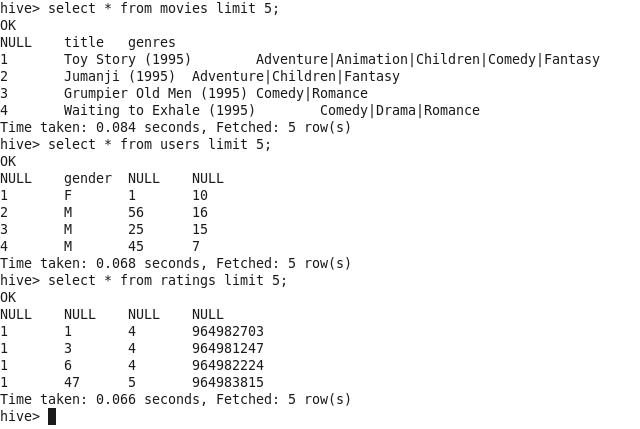 hive> select * from movies limit 5;
OK
NULL    title   genres
1       Toy Story (1995)        Adventure|Animation|Children|Comedy|Fantasy
2       Jumanji (1995)  Adventure|Children|Fantasy
3       Grumpier Old Men (1995) Comedy|Romance
4       Waiting to Exhale (1995)        Comedy|Drama|Romance
Time taken: 0.084 seconds, Fetched: 5 row(s)
hive> select * from users limit 5;
OK
NULL    gender  NULL    NULL
1       F       1       10
2       M       56      16
3       M       25      15
4       M       45      7
Time taken: 0.068 seconds, Fetched: 5 row(s)
hive> select * from ratings limit 5;
OK
NULL    NULL    NULL    NULL
1       1       4       964982703
1       3       4       964981247
1       6       4       964982224
1       47      5       964983815
Time taken: 0.066 seconds, Fetched: 5 row(s)
hive>